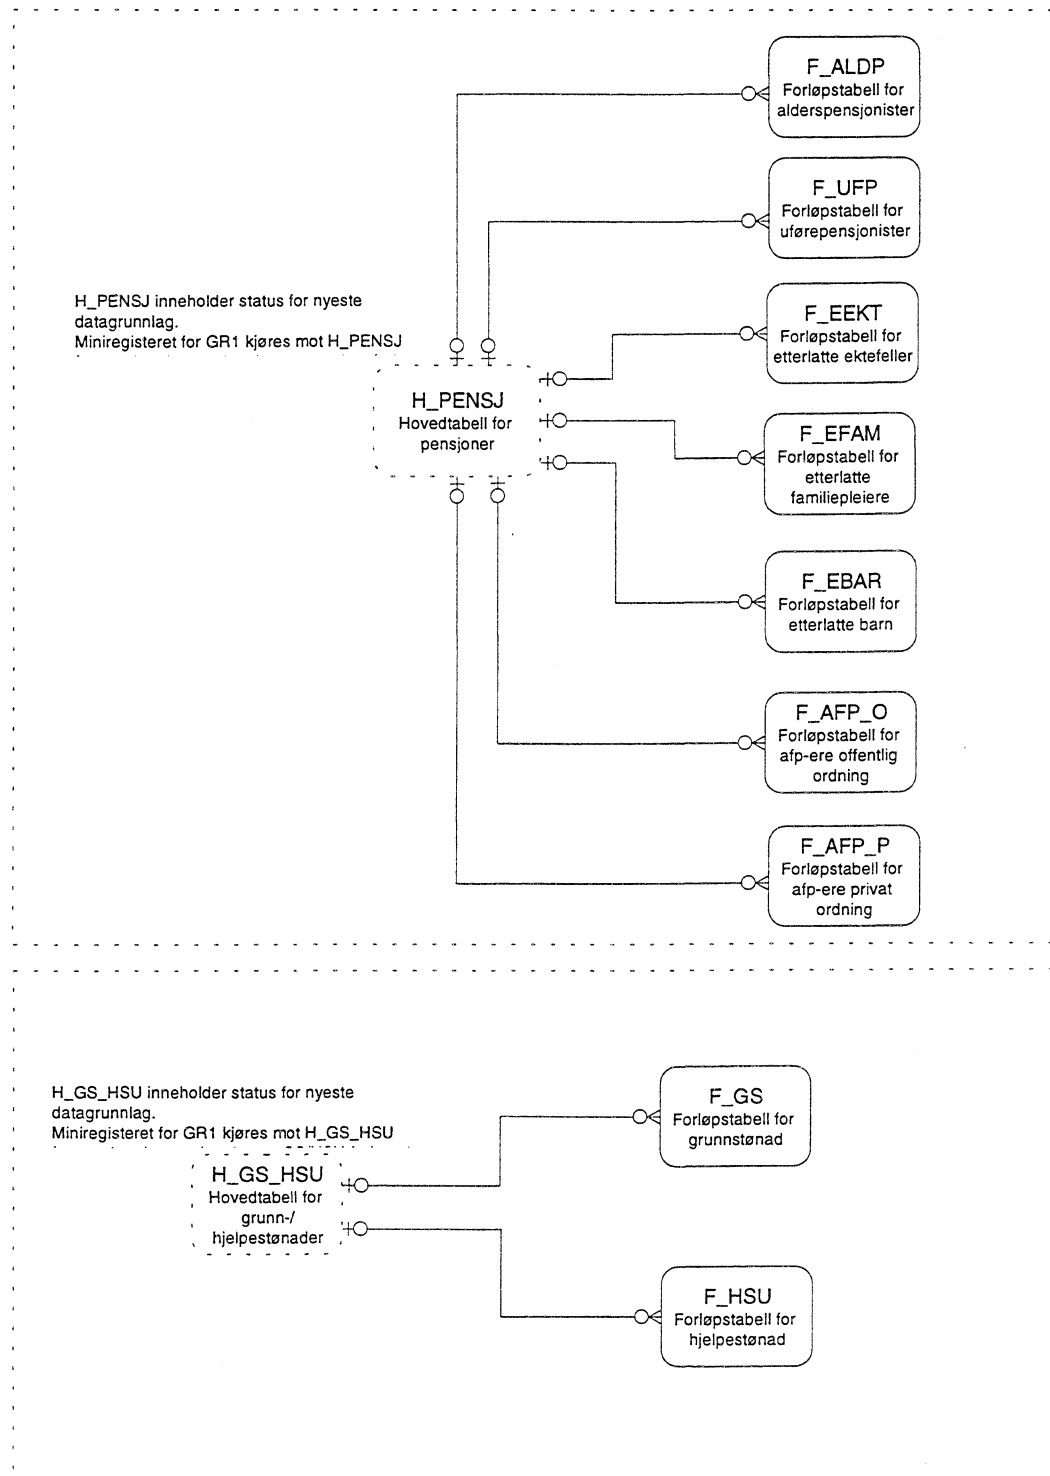 F_ALDP
Forløpstabell for
alderspensjonister
F_UFP
Forløpstabell for
uførepensjonister
H_PENSJ inneholder status for nyeste
datagrunnlag.
Miniregisteret for GR1 kjøres mot H_PENSJ
F_EEKT
Forløpstabell for
etterlatte ektefeller
H_PENSJ
Hovedtabell for
pensjoner
F_EFAM
Forløpstabell for
etterlatte
familiepleiere
F_EBAR
Forløpstabell for
etterlatte barn
F_AFP_O
Forløpstabell for
afp-ere offentlig
ordning
F_AFP_P
Forløpstabell for
afp-ere privat
ordning
H_GS_HSU inneholder status for nyeste
datagrunnlag.
Miniregisteret for GR1 kjøres mot H_GS_HSU
F_GS
Forløpstabell for
grunnstønad
H_GS_HSU
Hovedtabell for
grunn-/
hjelpestønader
F_HSU
Forløpstabell for
hjelpestønad